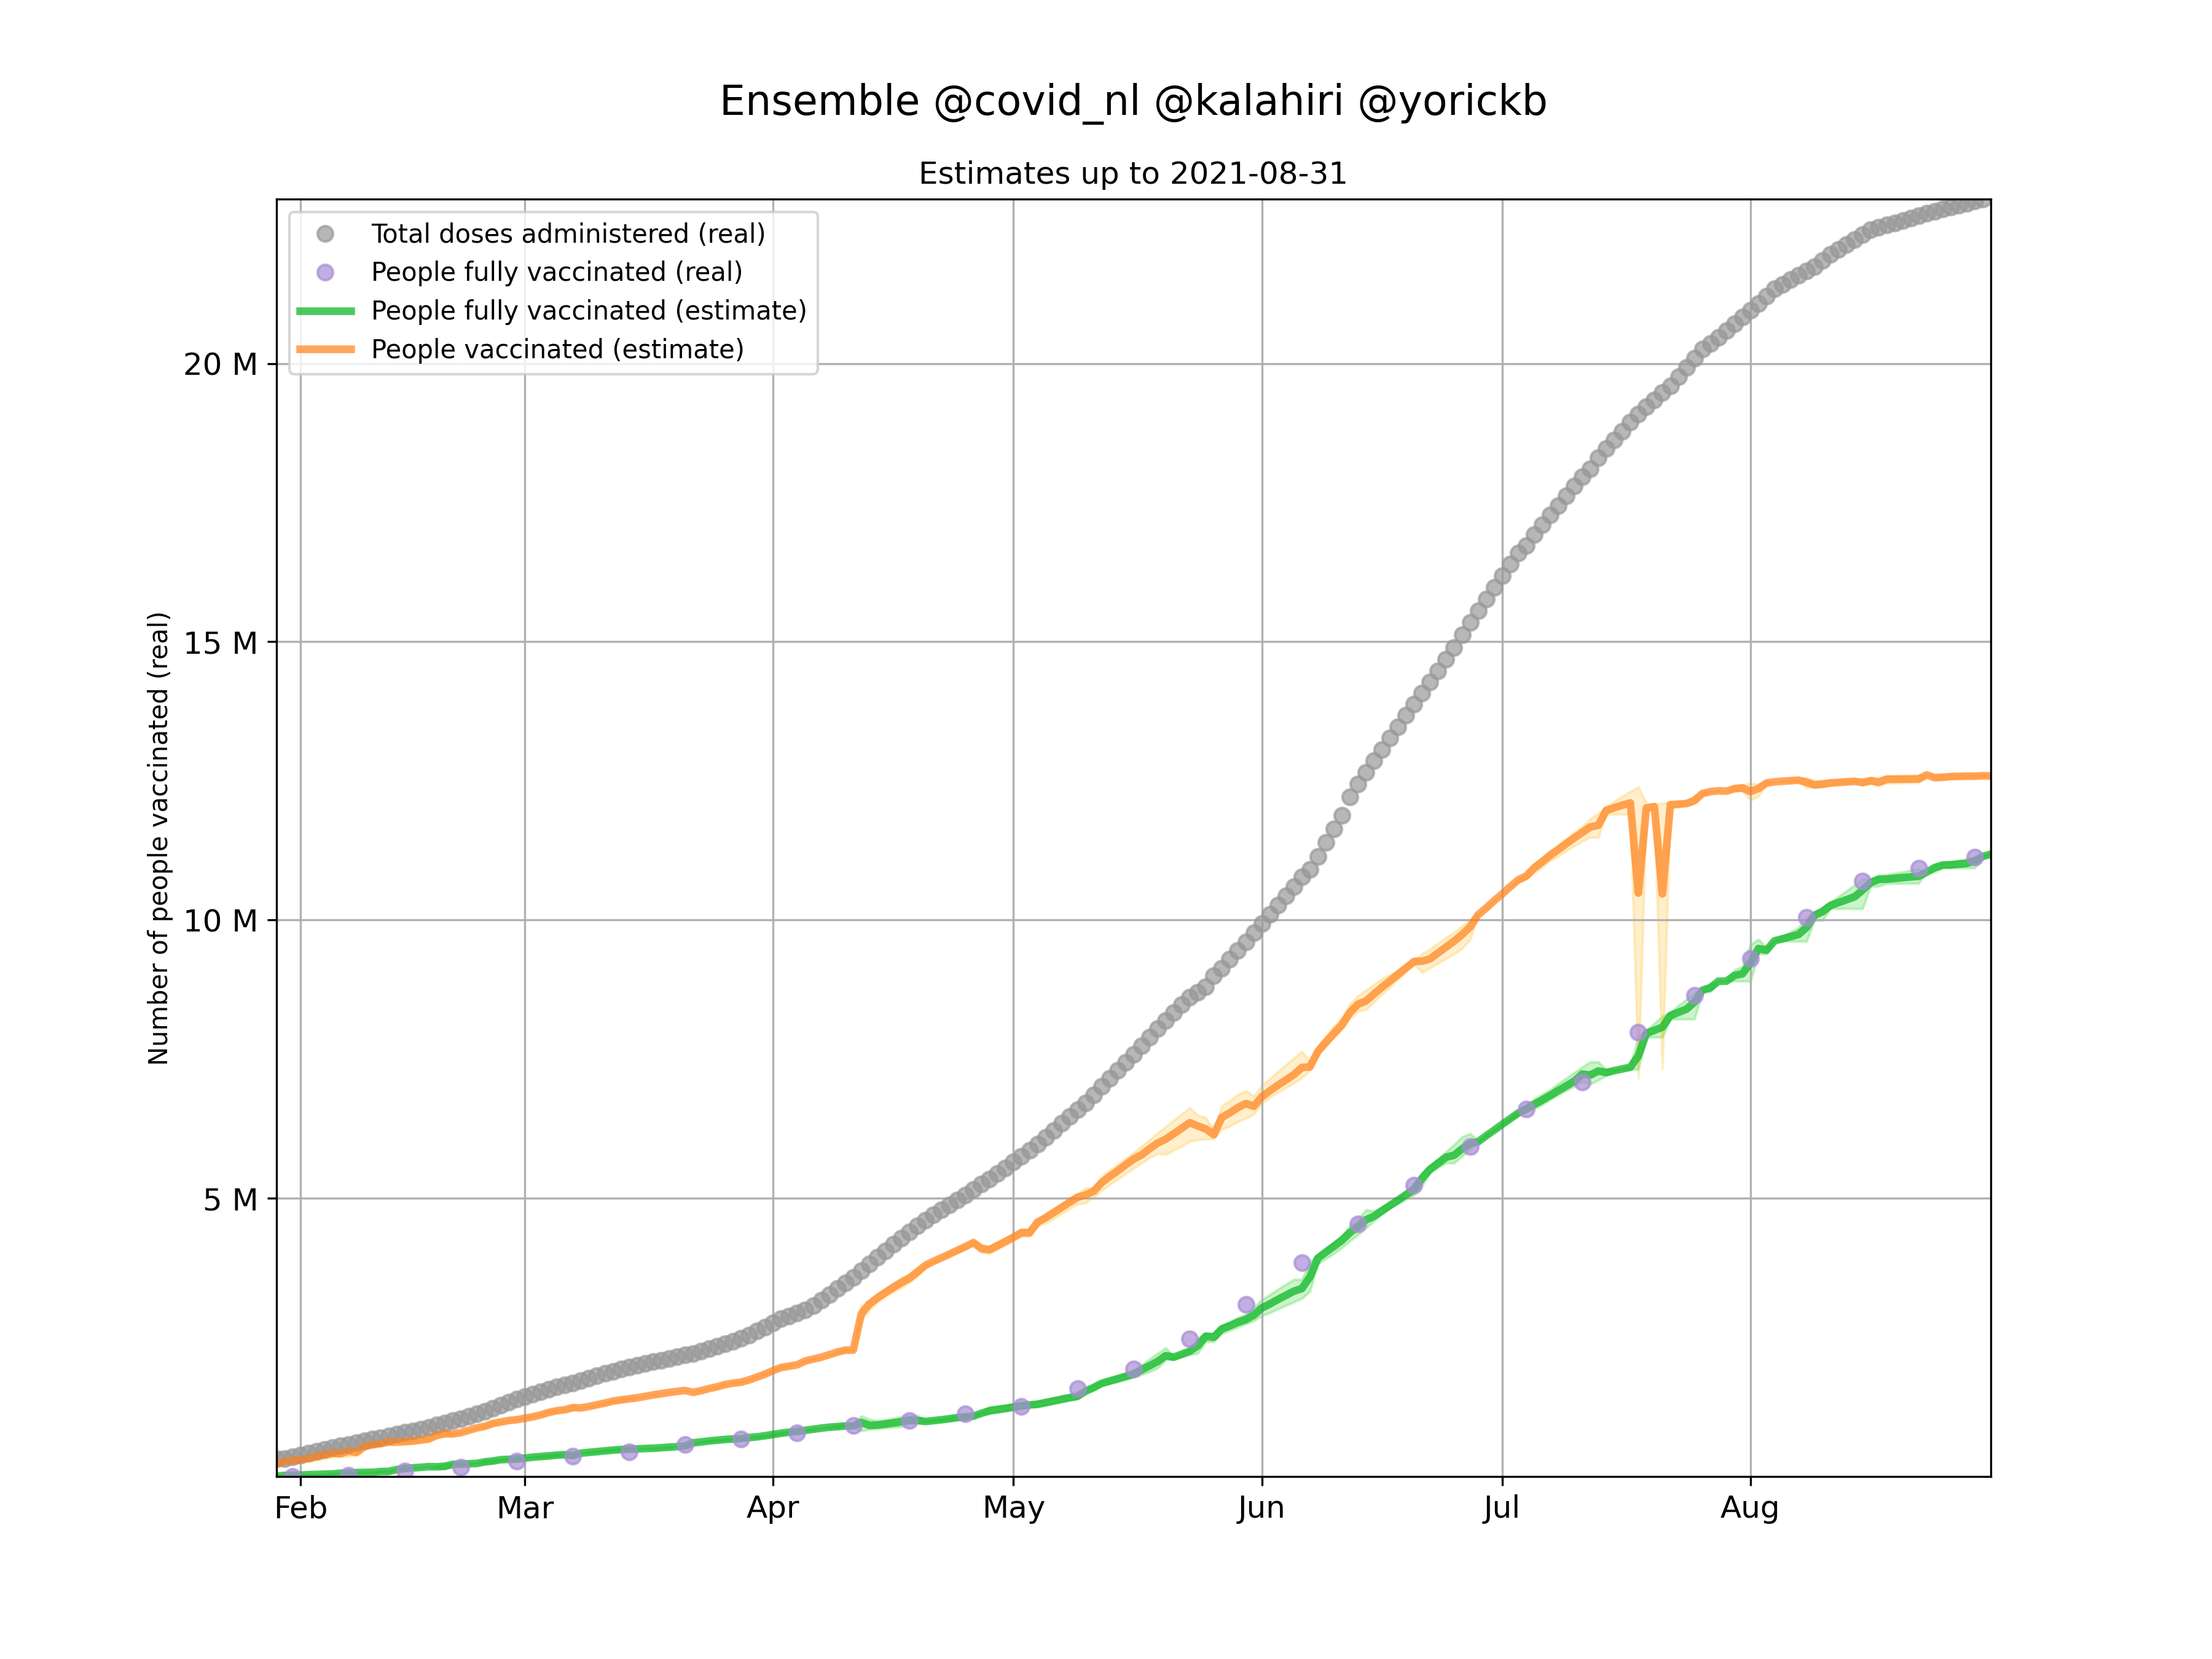 Ensemble @covid_nl @kalahiri @yorickb
Estimates up to 2021-08-31
Total doses administered (real)
People fully vaccinated (real)
People fully vaccinated (estimate)
People vaccinated (estimate)
Number of people vaccinated (real)
20 M
15 M
10 M
5 M
Feb Mar Apr May Jun Jul Aug